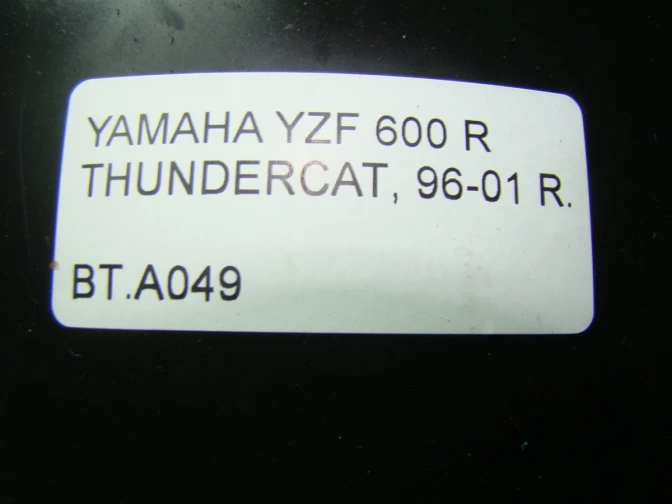 YAMAHA YZF 600 R
THUNDERCAT, 96-01 R.
BT.A049